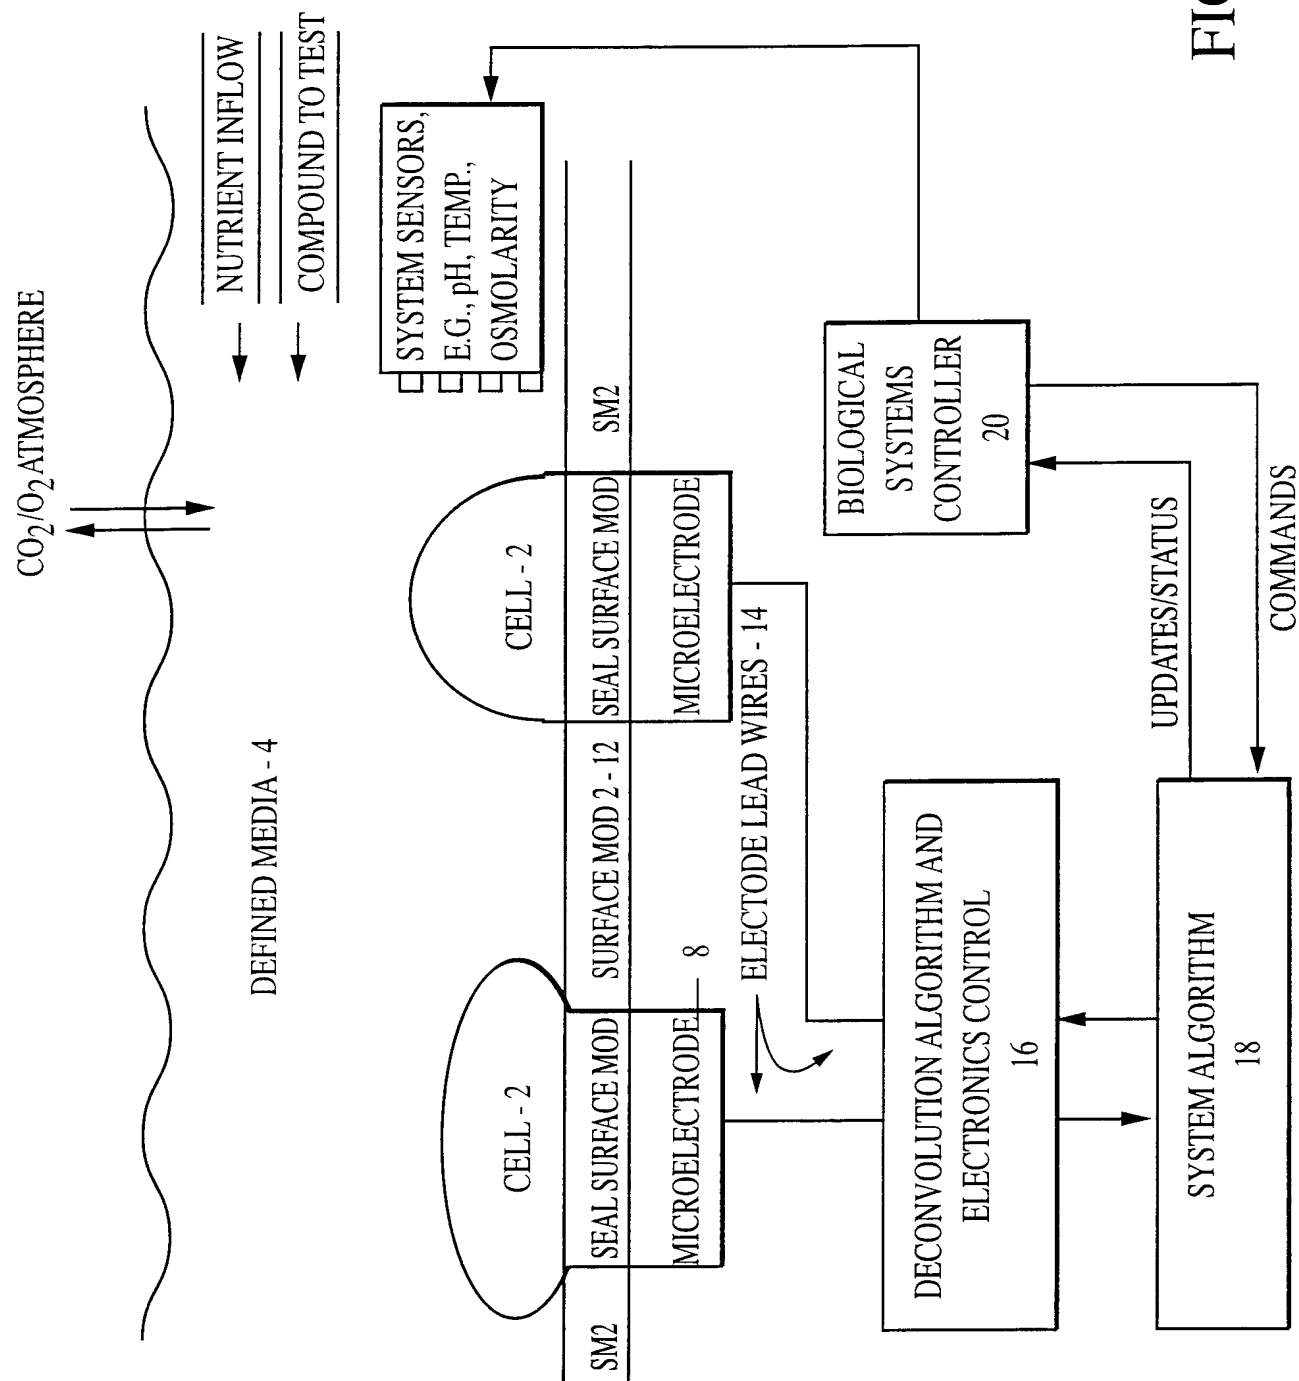 CO2/O2 ATMOSPHERE
NUTRIENT INFLOW
COMPOUND TO TEST
DEFINED MEDIA - 4
SYSTEM SENSORS,
E.G., pH, TEMP.,
OSMOLARITY
CELL - 2
CELL - 2
SM2
SEAL SURFACE MOD
SURFACE MOD 2 - 12
SEAL SURFACE MOD
SM2
MICROELECTRODE
8
MICROELECTRODE
ELECTODE LEAD WIRES - 14
BIOLOGICAL
SYSTEMS
CONTROLLER
20
DECONVOLUTION ALGORITHM AND
ELECTRONICS CONTROL
16
UPDATES/STATUS
COMMANDS
SYSTEM ALGORITHM
18